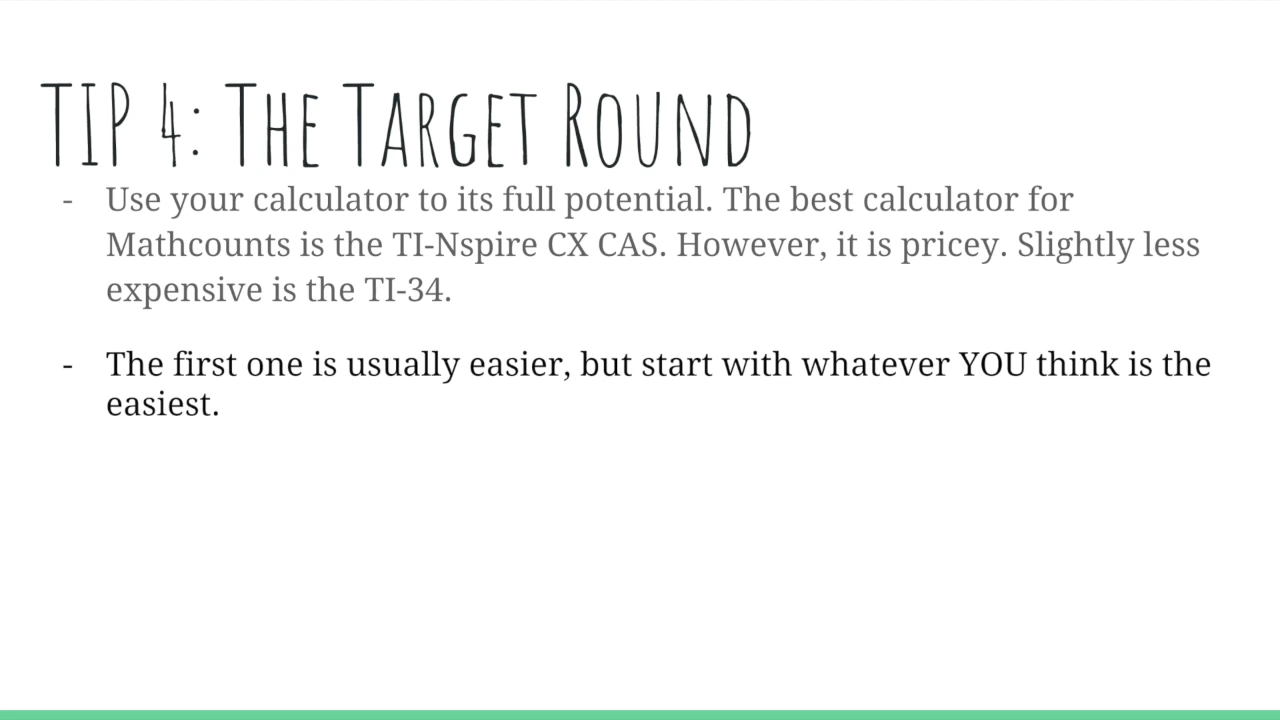 TIP 4: THE TARGET ROUND
- Use your calculator to its full potential. The best calculator for
Mathcounts is the TI-Nspire CX CAS. However, it is pricey. Slightly less
expensive is the TI-34.
- The first one is usually easier, but start with whatever YOU think is the
easiest.